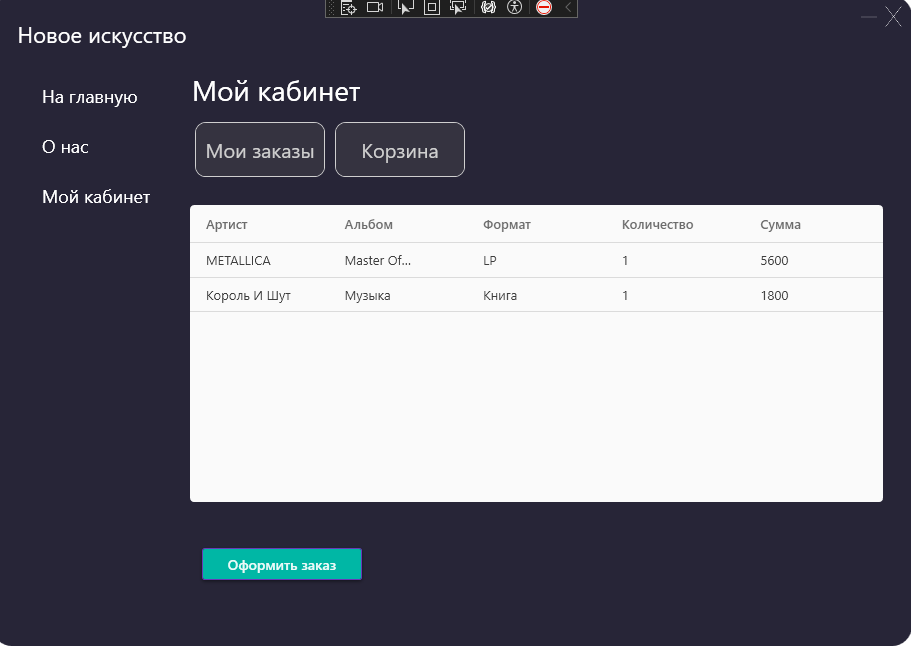 Новое искусство
На главную
О нас
Мой кабинет
Мой кабинет
Мои заказы Корзина
Артист Альбом Формат Количество Сумма
METALLICA Master Of... LP 1 5600
Король И Шут Музыка Книга 1 1800
Оформить заказ